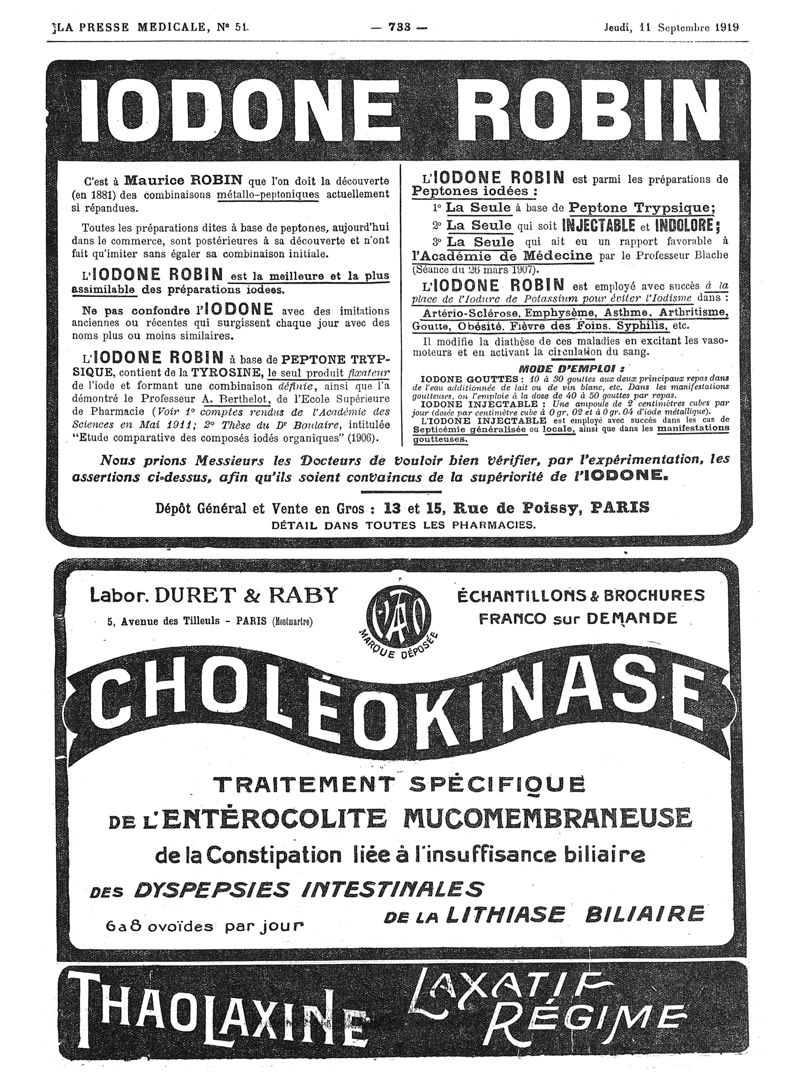 LA PRESSE MEDICALE, N° 51.
— 733 —
Jeudi, 11 Septembre 1919
IODONE ROBIN
C'est à Maurice ROBIN que l'on doit la découverte
(en 1881) des combinaisons métallo-peptoniques actuellement
si répandues.
Toutes les préparations dites à base de peptones, aujourd'hui
dans le commerce, sont postérieures à sa découverte et n'ont
fait qu'imiter sans égaler sa combinaison initiale.
L'IODONE ROBIN est la meilleure et la plus
assimilable des préparations iodees.
Ne pas confondre l'IODONE avec des imitations
anciennes ou récentes qui surgissent chaque jour avec des
noms plus ou moins similaires.
L'IODONE ROBIN à base de PEPTONE TRYP-
SIQUE, contient de la TYROSINE, le seul produit fixateur
de l'iode et formant une combinaison définie, ainsi que l'a
démontré le Professeur A. Berthelot, de l'Ecole Supérieure
de Pharmacie (Voir 1° comptes rendus de l'Académie des
Sciences en Mai 1911; 2° Thèse du Dr Boulaire, intitulée
"Etude comparative des composés iodés organiques" (1906).
L'IODONE ROBIN est parmi les préparations de
Peptones iodées :
1° La Seule à base de Peptone Trypsique;
2° La Seule qui soit INJECTABLE et INDOLORE;
3° La Seule qui ait eu un rapport favorable à
l'Académie de Médecine par le Professeur Blache
(Séance du 26 mars 1907).
L'IODONE ROBIN est employé avec succès à la
place de l'Iodure de Potassium pour éviter l'Iodisme dans :
Artério-Sclérose, Emphysème, Asthme, Arthritisme,
Goutte, Obésité, Fièvre des Foins, Syphilis, etc.
Il modifie la diathèse de ces maladies en excitant les vaso-
moteurs et en activant la circulation du sang.
MODE D'EMPLOI :
IODONE GOUTTES : 10 à 30 gouttes aux deux principaux repas dans
de l'eau additionnée de lait ou de vin blanc, etc. Dans les manifestations
goutteuses, on l'emploie à la dose de 40 à 50 gouttes par repas.
IODONE INJECTABLE : Une ampoule de 2 centimètres cubes par
jour (dosée par centimètre cube à 0 gr. 02 et à 0 gr. 04 d'iode métallique).
L'IODONE INJECTABLE est employé avec succès dans les cas de
Septicémie généralisée ou locale, ainsi que dans les manifestations
goutteuses.
Nous prions Messieurs les Docteurs de vouloir bien vérifier, par l'expérimentation, les
assertions ci-dessus, afin qu'ils soient convaincus de la supériorité de l'IODONE.
Dépôt Général et Vente en Gros : 13 et 15, Rue de Poissy, PARIS
DÉTAIL DANS TOUTES LES PHARMACIES.
Labor. DURET & RABY
5, Avenue des Tilleuls - PARIS (Montmartre)
MARQUE DÉPOSÉE
ÉCHANTILLONS & BROCHURES
FRANCO sur DEMANDE
CHOLÉOKINASE
TRAITEMENT SPÉCIFIQUE
DE L'ENTÉROCOLITE MUCOMEMBRANEUSE
de la Constipation liée à l'insuffisance biliaire
DES DYSPEPSIES INTESTINALES
DE LA LITHIASE BILIAIRE
6 a 8 ovoïdes par jour
THAOLAXINE
LAXATIF
RÉGIME